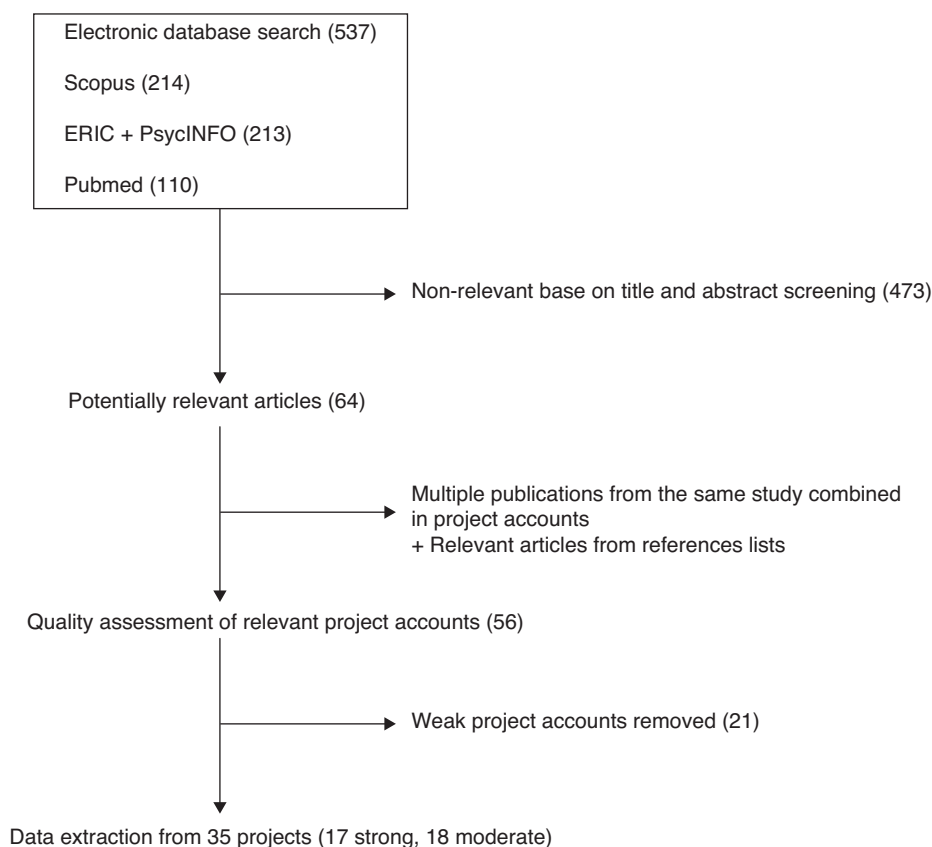 Electronic database search (537)
Scopus (214)
ERIC + PsycINFO (213)
Pubmed (110)
Non-relevant base on title and abstract screening (473)
Potentially relevant articles (64)
Multiple publications from the same study combined
in project accounts
+ Relevant articles from references lists
Quality assessment of relevant project accounts (56)
Weak project accounts removed (21)
Data extraction from 35 projects (17 strong, 18 moderate)